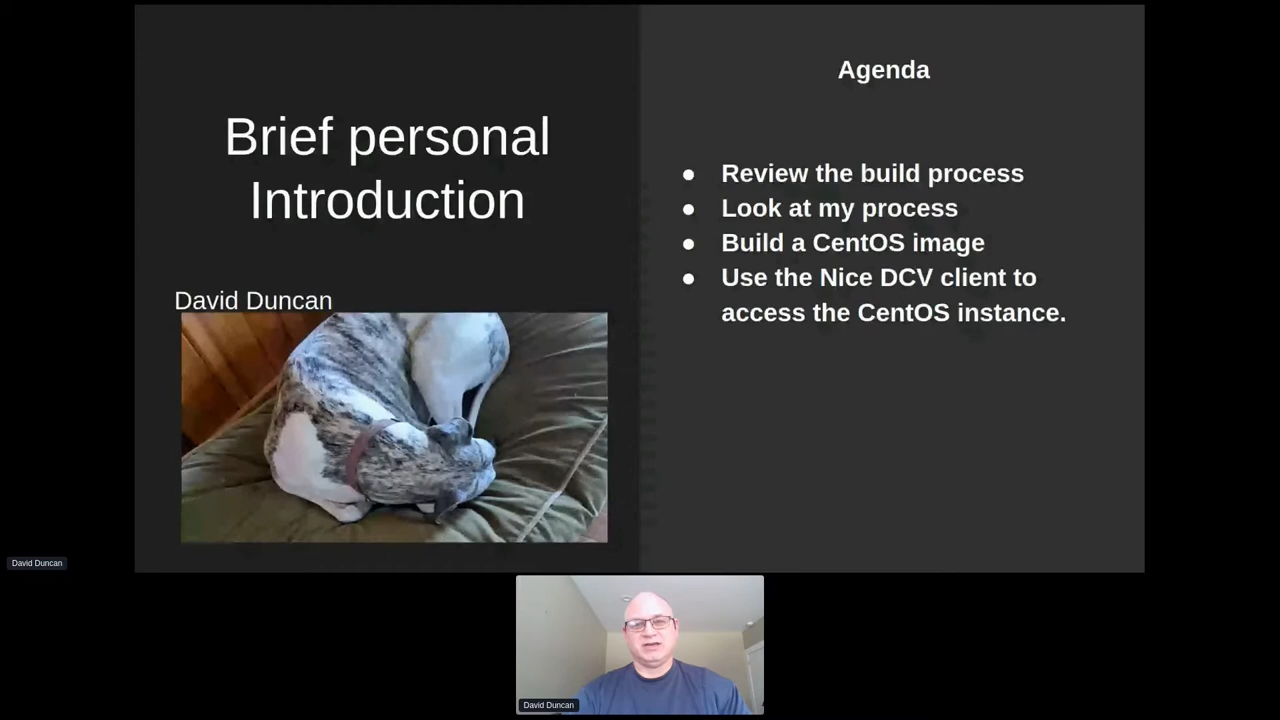 Brief personal
Introduction
David Duncan
Agenda
● Review the build process
● Look at my process
● Build a CentOS image
● Use the Nice DCV client to
access the CentOS instance.
David Duncan
David Duncan